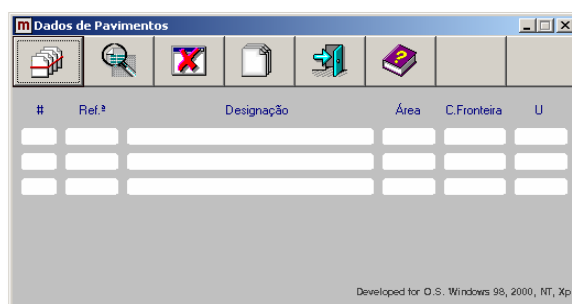 m Dados de Pavimentos
# Ref.ª Designação Área C.Fronteira U
Developed for O.S. Windows 98, 2000, NT, Xp